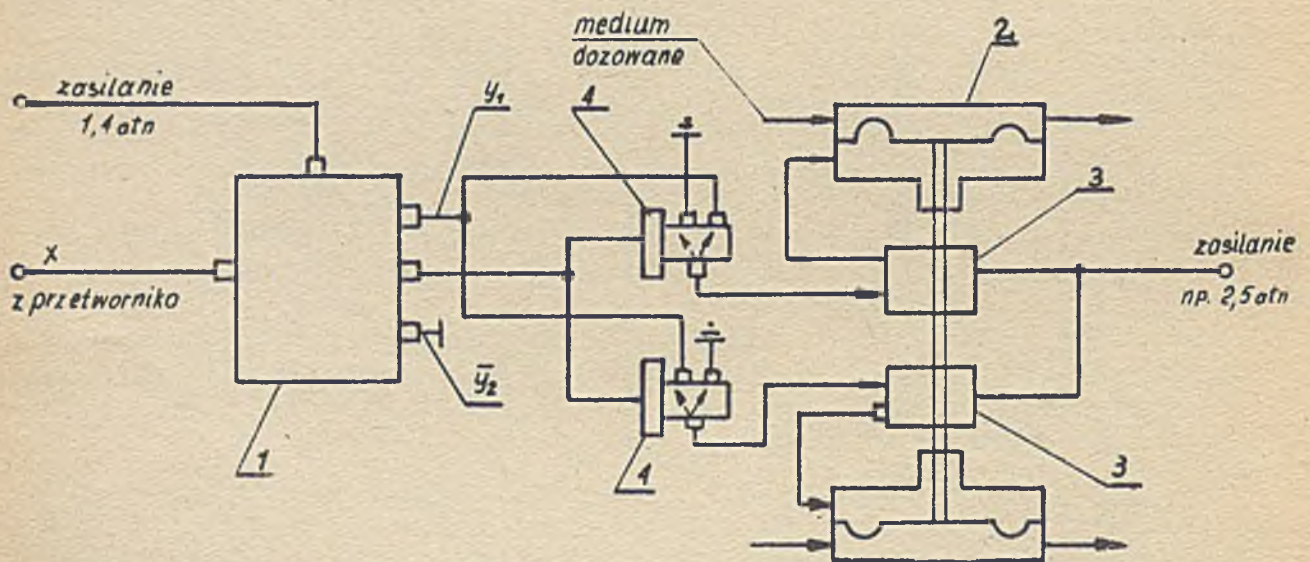 medium
dozowane
2
zasilanie
1,4 atn
4
y₁
3
x
z przetwornika
zasilanie
np. 2,5 atn
ȳ₂
1
4
3